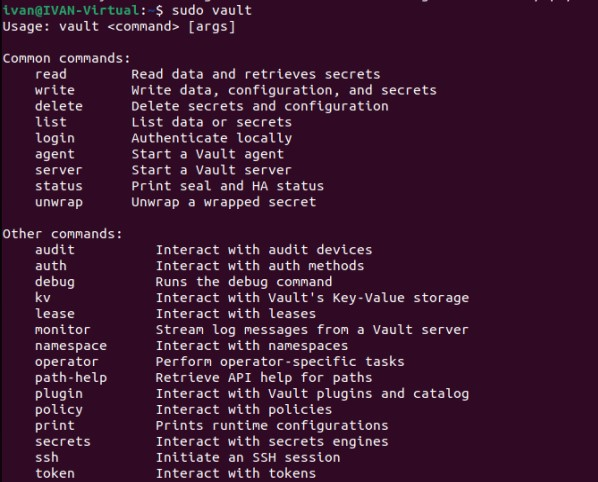 ivan@IVAN-Virtual:~$ sudo vault
Usage: vault <command> [args]
Common commands:
read Read data and retrieves secrets
write Write data, configuration, and secrets
delete Delete secrets and configuration
list List data or secrets
login Authenticate locally
agent Start a Vault agent
server Start a Vault server
status Print seal and HA status
unwrap Unwrap a wrapped secret
Other commands:
audit Interact with audit devices
auth Interact with auth methods
debug Runs the debug command
kv Interact with Vault's Key-Value storage
lease Interact with leases
monitor Stream log messages from a Vault server
namespace Interact with namespaces
operator Perform operator-specific tasks
path-help Retrieve API help for paths
plugin Interact with Vault plugins and catalog
policy Interact with policies
print Prints runtime configurations
secrets Interact with secrets engines
ssh Initiate an SSH session
token Interact with tokens